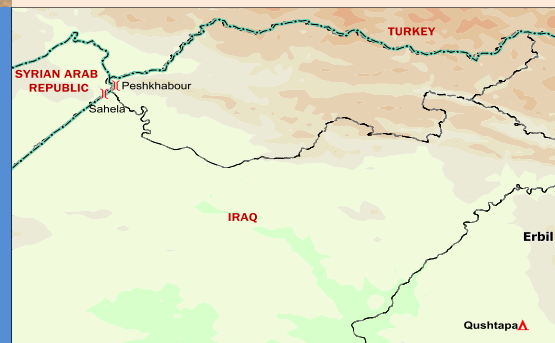 TURKEY
SYRIAN ARAB
REPUBLIC
Peshkhabour
Sahela
IRAQ
Erbil
Qushtapa